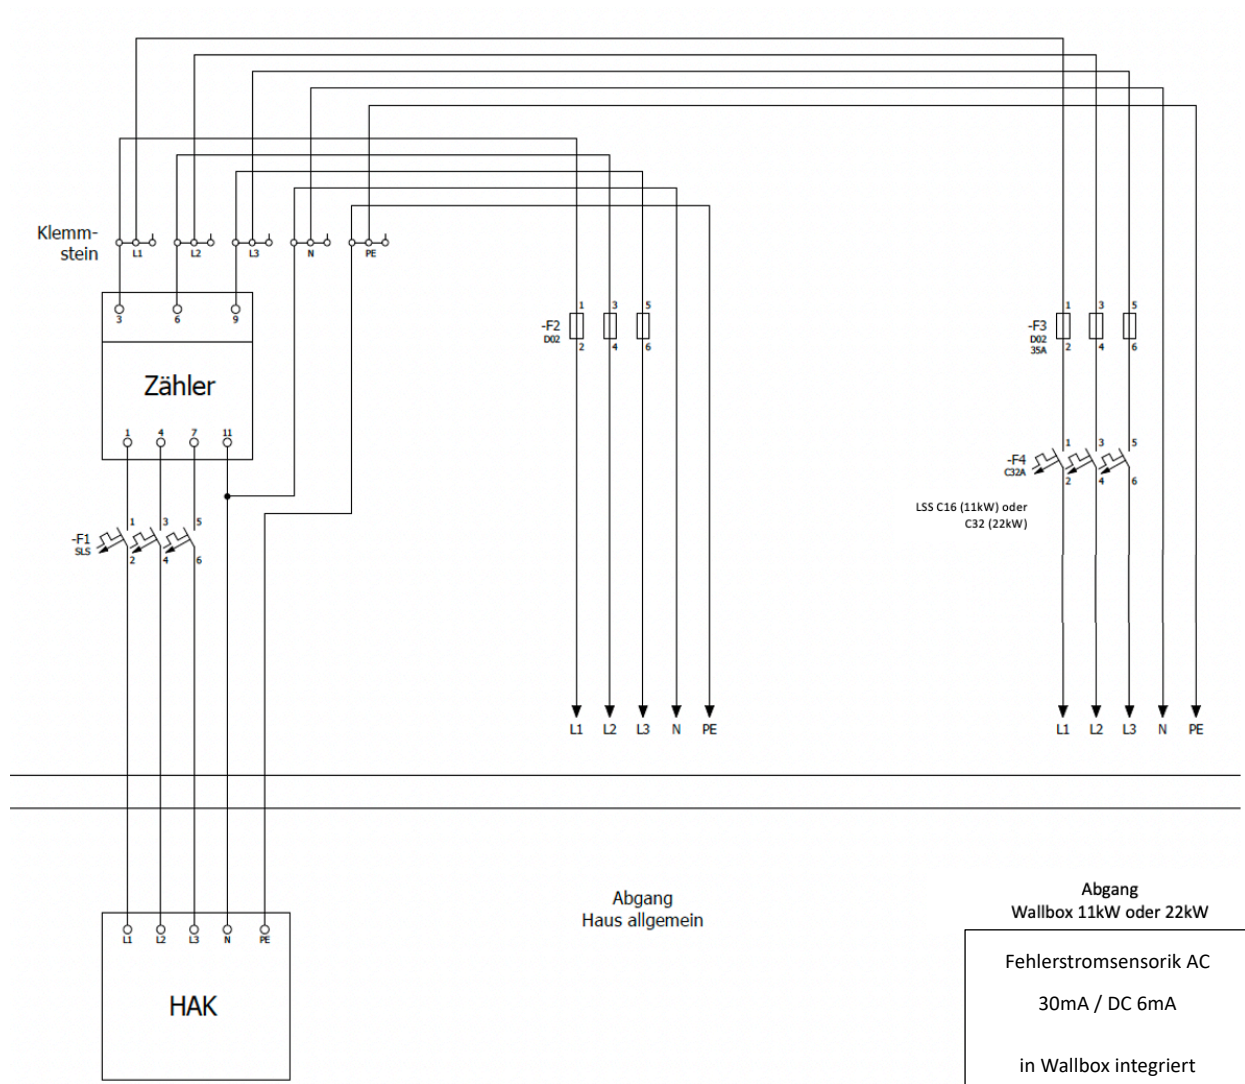 Klemm-
stein
L1
L2
L3
N
PE
3
6
9
Zähler
1
4
7
11
-F1
SLS
1
3
5
2
4
6
-F2
D02
1
3
5
2
4
6
-F3
D02
35A
1
3
5
2
4
6
-F4
C32A
1
3
5
2
4
6
LSS C16 (11kW) oder
C32 (22kW)
L1 L2 L3 N PE
L1 L2 L3 N PE
L1 L2 L3 N PE
HAK
Abgang
Haus allgemein
Abgang
Wallbox 11kW oder 22kW
Fehlerstromsensorik AC
30mA / DC 6mA
in Wallbox integriert